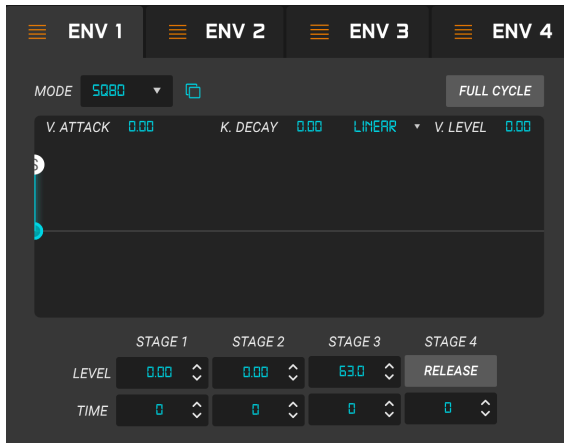 ENV 1 ENV 2 ENV 3 ENV 4
MODE SQ80 FULL CYCLE
V. ATTACK 0.00 K. DECAY 0.00 LINEAR V. LEVEL 0.00
S
STAGE 1 STAGE 2 STAGE 3 STAGE 4
LEVEL 0.00 0.00 63.0 RELEASE
TIME 0 0 0 0